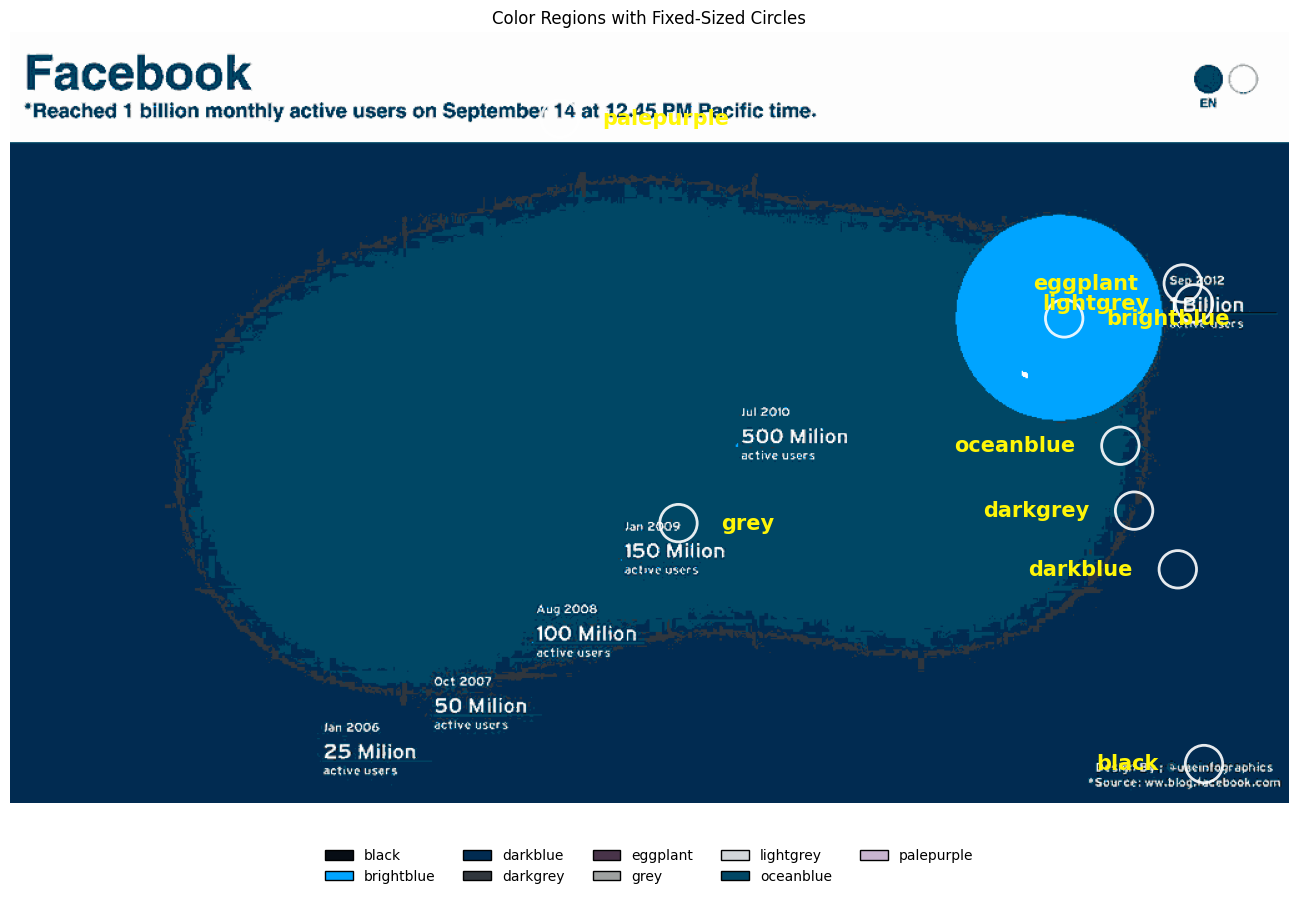 Color Regions with Fixed-Sized Circles
Facebook
*Reached 1 billion monthly active users on September 14 at 12.45 PM Pacific time.
EN
palepurple
Sep 2012
eggplant
lightgrey
1 Billion
brightblue
active users
Jul 2010
500 Milion
active users
oceanblue
darkgrey
Jan 2009
grey
150 Milion
active users
darkblue
Aug 2008
100 Milion
active users
Oct 2007
50 Milion
active users
Jan 2006
25 Milion
active users
black
Design By :
*Source: ww.blog.facebook.com
black
darkblue
eggplant
lightgrey
palepurple
brightblue
darkgrey
grey
oceanblue